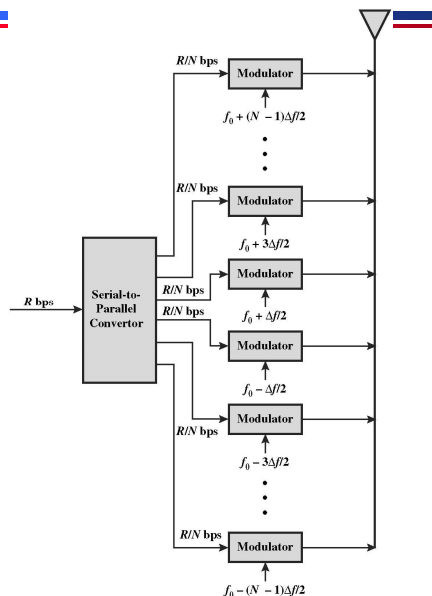 R/N bps
Modulator
f₀ + (N – 1)Δf/2
R/N bps
Modulator
f₀ + 3Δf/2
R bps
Serial-to-
Parallel
Convertor
R/N bps
Modulator
f₀ + Δf/2
R/N bps
Modulator
f₀ – Δf/2
R/N bps
Modulator
f₀ – 3Δf/2
R/N bps
Modulator
f₀ – (N – 1)Δf/2